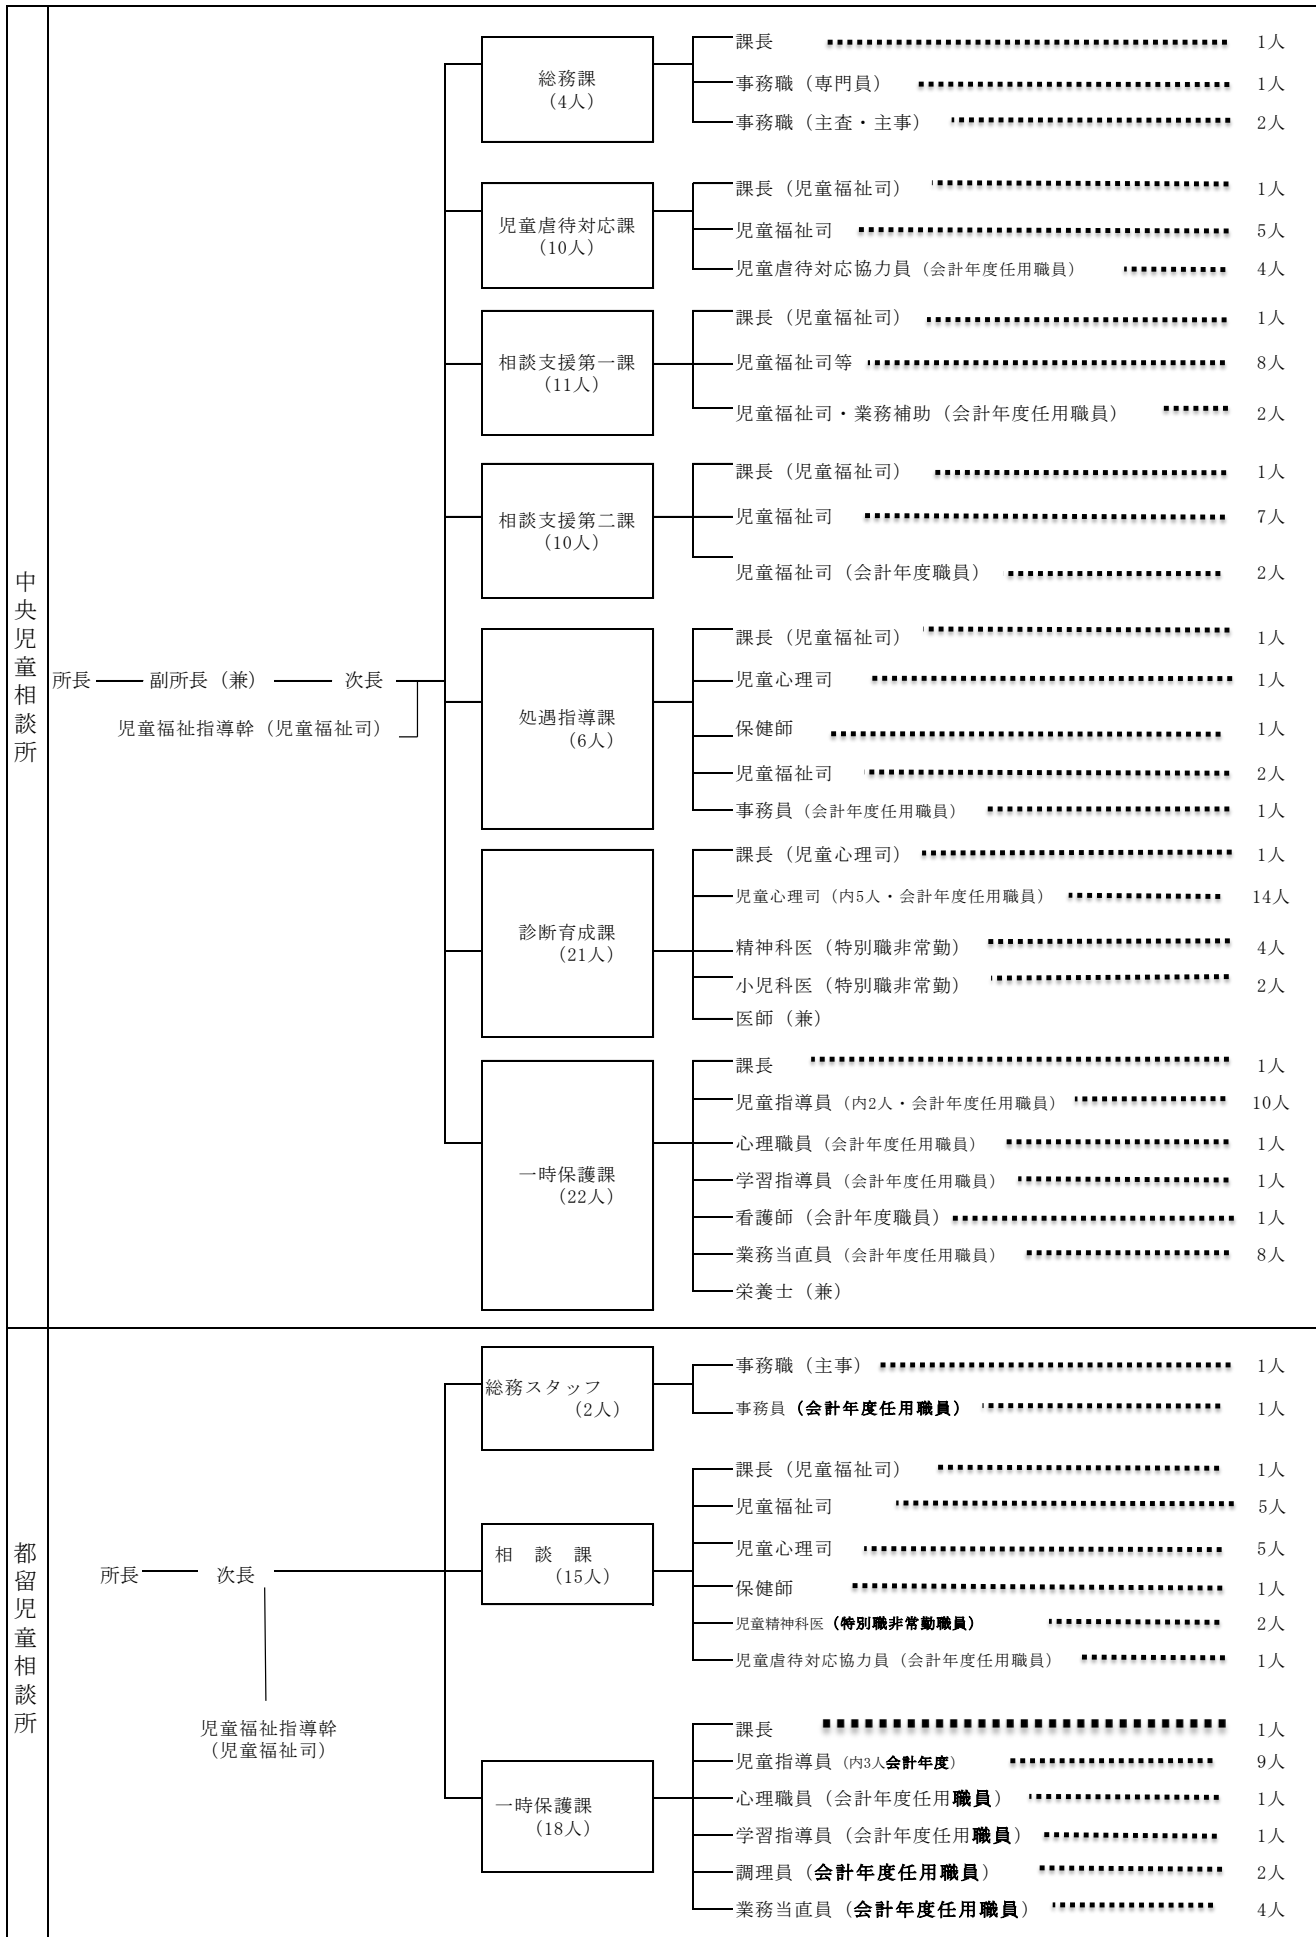 中央児童相談所
所長
副所長（兼）
次長
児童福祉指導幹（児童福祉司）
総務課
（4人）
課長 1人
事務職（専門員） 1人
事務職（主査・主事） 2人
児童虐待対応課
（10人）
課長（児童福祉司） 1人
児童福祉司 5人
児童虐待対応協力員（会計年度任用職員） 4人
相談支援第一課
（11人）
課長（児童福祉司） 1人
児童福祉司等 8人
児童福祉司・業務補助（会計年度任用職員） 2人
相談支援第二課
（10人）
課長（児童福祉司） 1人
児童福祉司 7人
児童福祉司（会計年度職員） 2人
処遇指導課
（6人）
課長（児童福祉司） 1人
児童心理司 1人
保健師 1人
児童福祉司 2人
事務員（会計年度任用職員） 1人
診断育成課
（21人）
課長（児童心理司） 1人
児童心理司（内5人・会計年度任用職員） 14人
精神科医（特別職非常勤） 4人
小児科医（特別職非常勤） 2人
医師（兼）
一時保護課
（22人）
課長 1人
児童指導員（内2人・会計年度任用職員） 10人
心理職員（会計年度任用職員） 1人
学習指導員（会計年度任用職員） 1人
看護師（会計年度職員） 1人
業務当直員（会計年度任用職員） 8人
栄養士（兼）
都留児童相談所
所長
次長
児童福祉指導幹
（児童福祉司）
総務スタッフ
（2人）
事務職（主事） 1人
事務員（会計年度任用職員） 1人
相　談　課
（15人）
課長（児童福祉司） 1人
児童福祉司 5人
児童心理司 5人
保健師 1人
児童精神科医（特別職非常勤職員） 2人
児童虐待対応協力員（会計年度任用職員） 1人
一時保護課
（18人）
課長 1人
児童指導員（内3人会計年度） 9人
心理職員（会計年度任用職員） 1人
学習指導員（会計年度任用職員） 1人
調理員（会計年度任用職員） 2人
業務当直員（会計年度任用職員） 4人